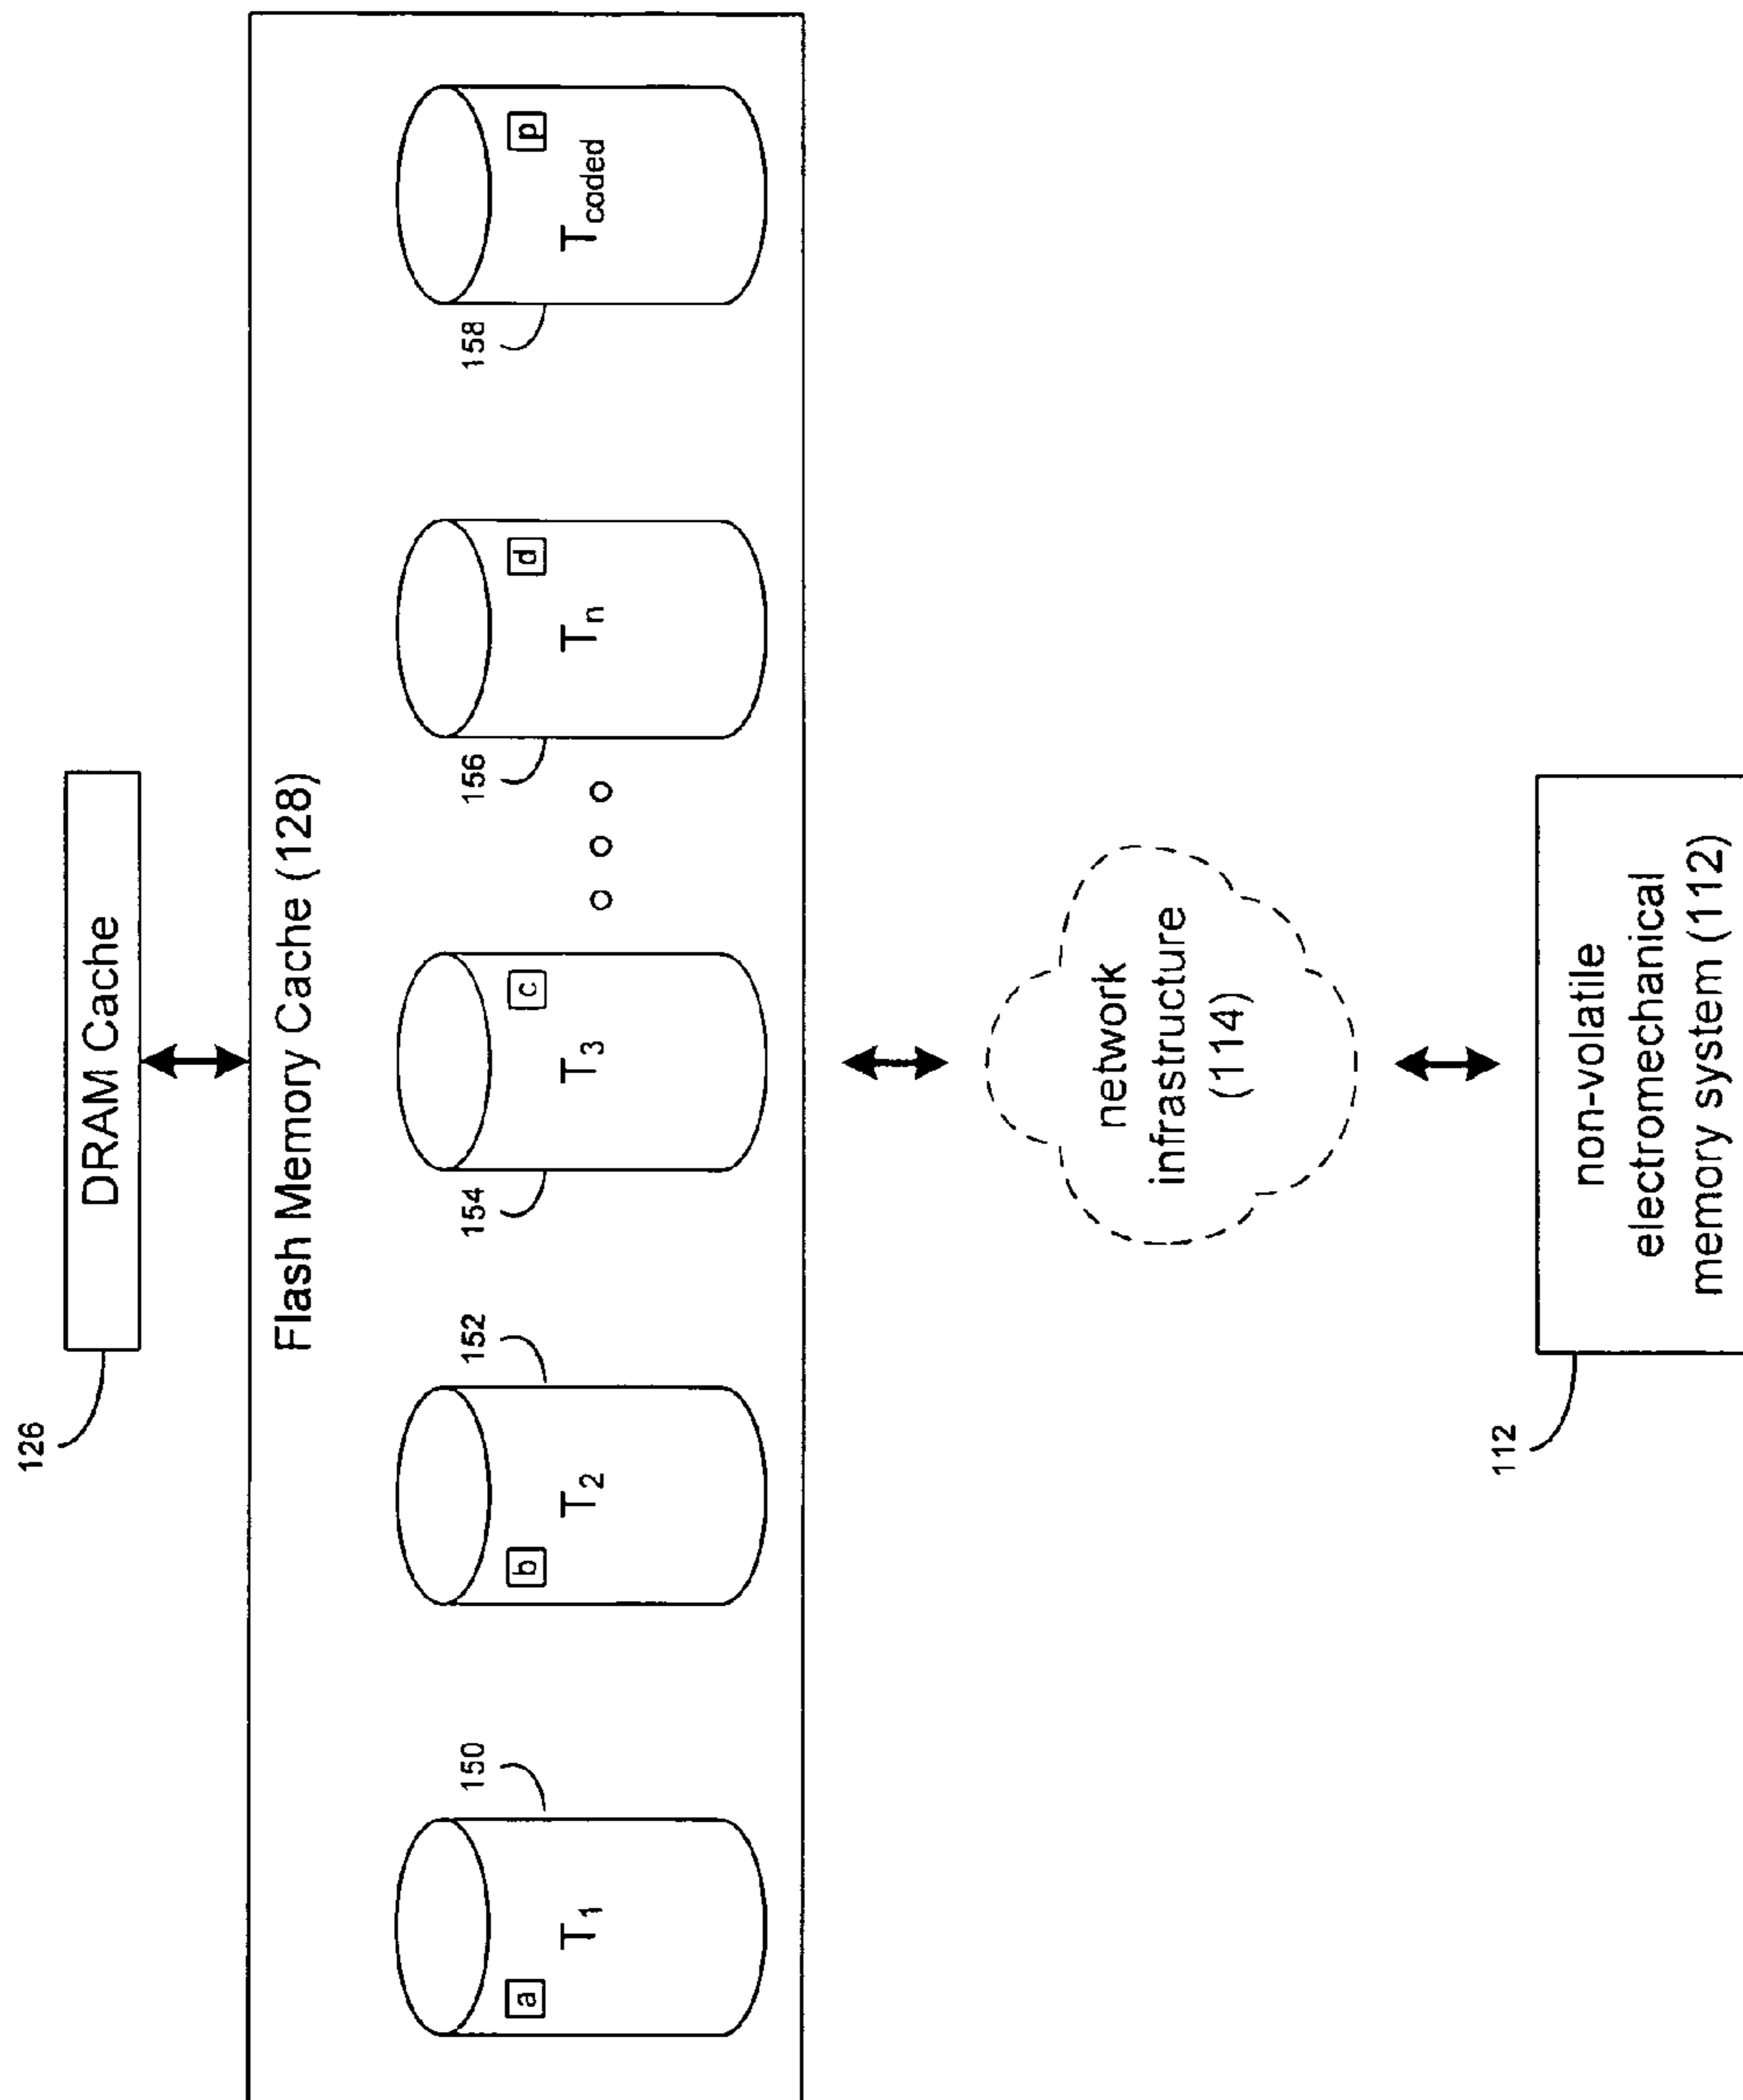 126
DRAM Cache
Flash Memory Cache (128)
150
152
154
156
158
a
b
c
d
p
T1
T2
T3
Tn
Tcoded
network
infrastructure
(114)
112
non-volatile
electromechanical
memory system (112)